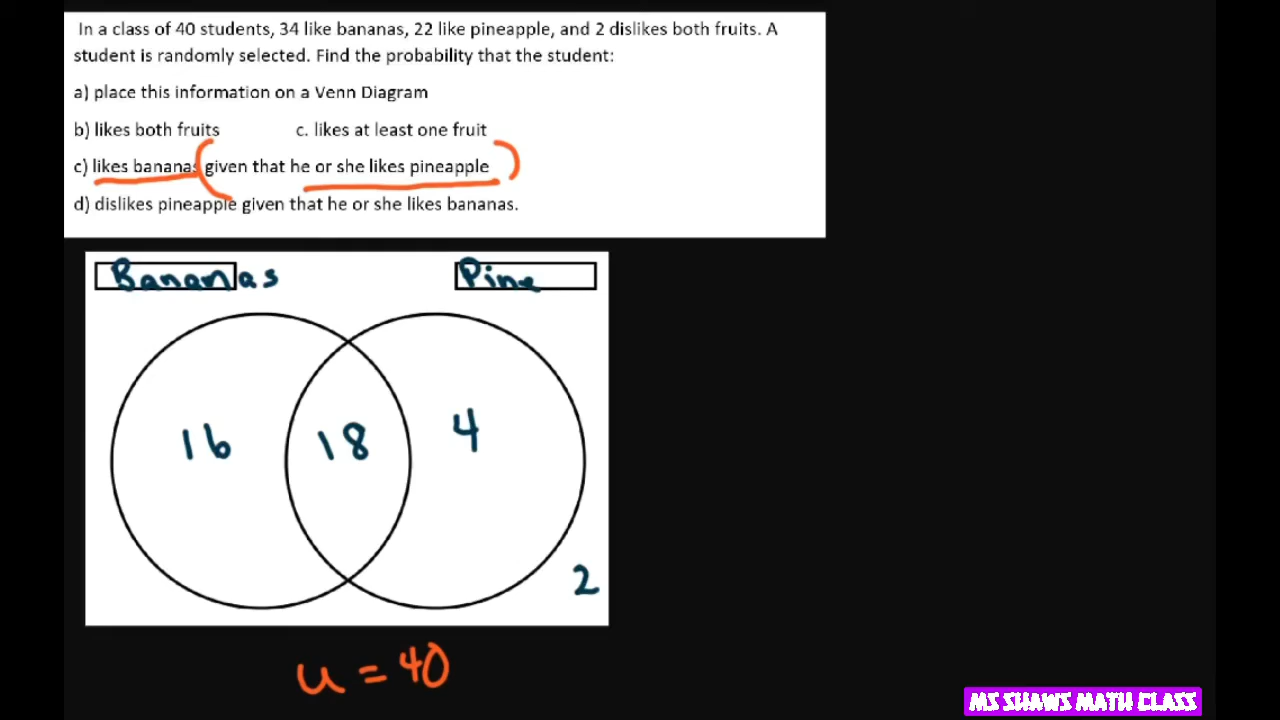 In a class of 40 students, 34 like bananas, 22 like pineapple, and 2 dislikes both fruits. A
student is randomly selected. Find the probability that the student:
a) place this information on a Venn Diagram
b) likes both fruits c. likes at least one fruit
c) likes bananas given that he or she likes pineapple
d) dislikes pineapple given that he or she likes bananas.
Bananas Pine
16 18 4
2
u = 40
MS SHAWS MATH CLASS